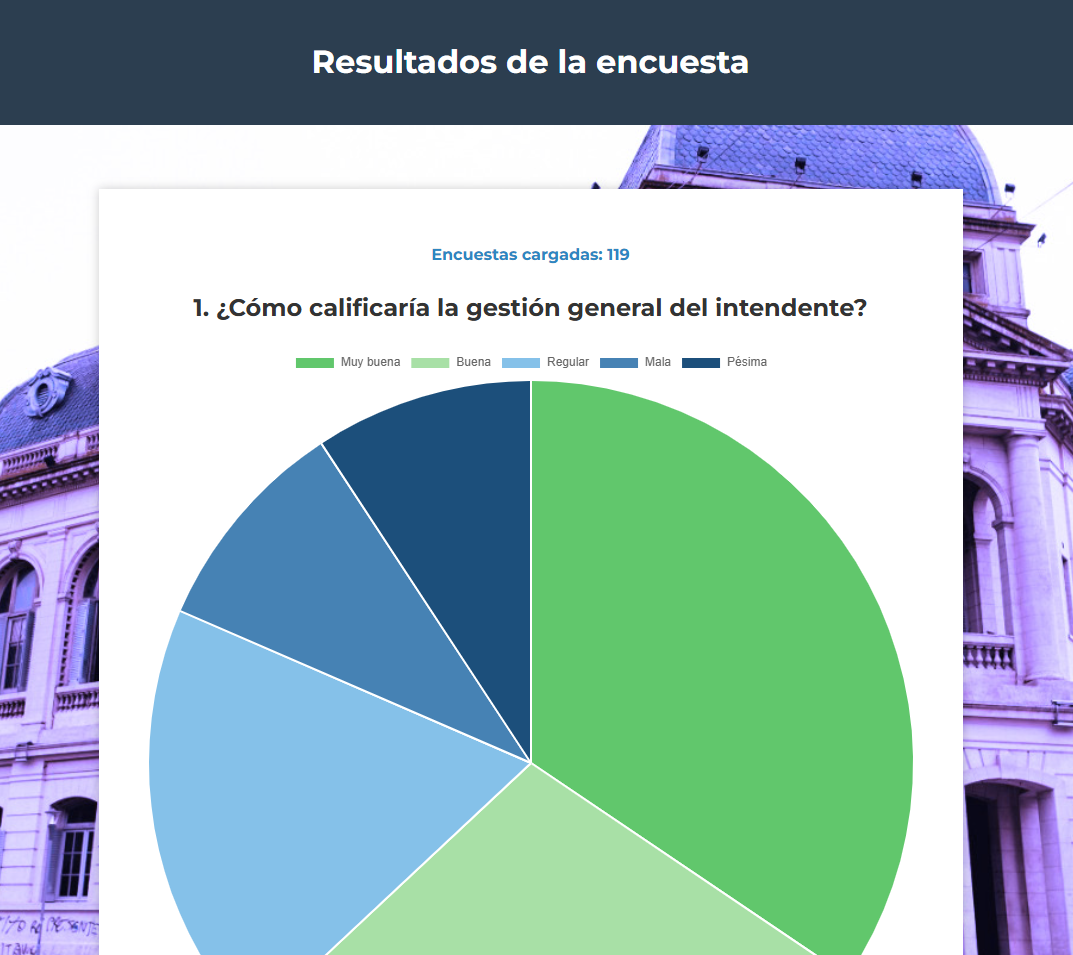 Resultados de la encuesta
Encuestas cargadas: 119
1. ¿Cómo calificaría la gestión general del intendente?
Muy buena Buena Regular Mala Pésima